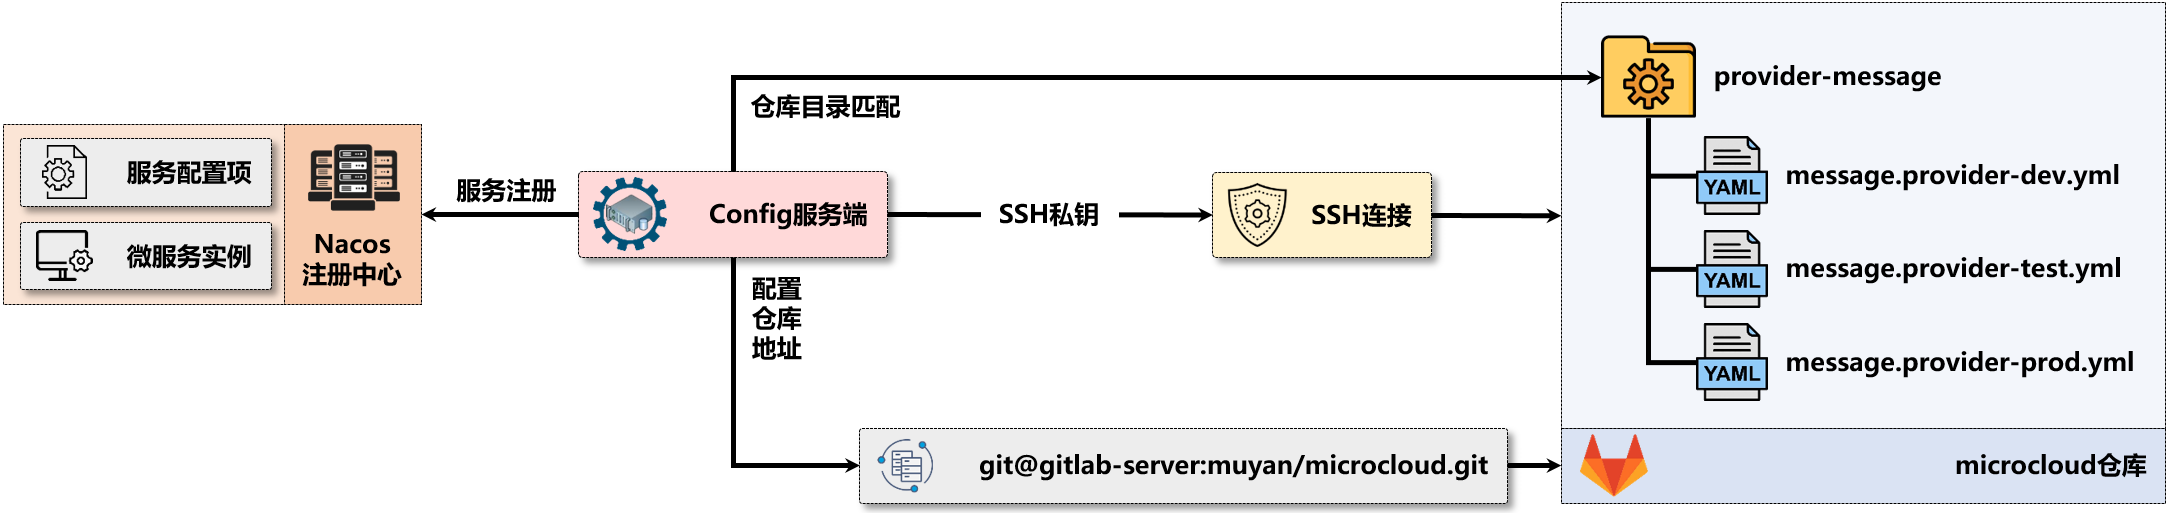 服务配置项
微服务实例
Nacos
注册中心
服务注册
Config服务端
仓库目录匹配
配置
仓库
地址
SSH私钥
SSH连接
git@gitlab-server:muyan/microcloud.git
provider-message
YAML
message.provider-dev.yml
YAML
message.provider-test.yml
YAML
message.provider-prod.yml
microcloud仓库